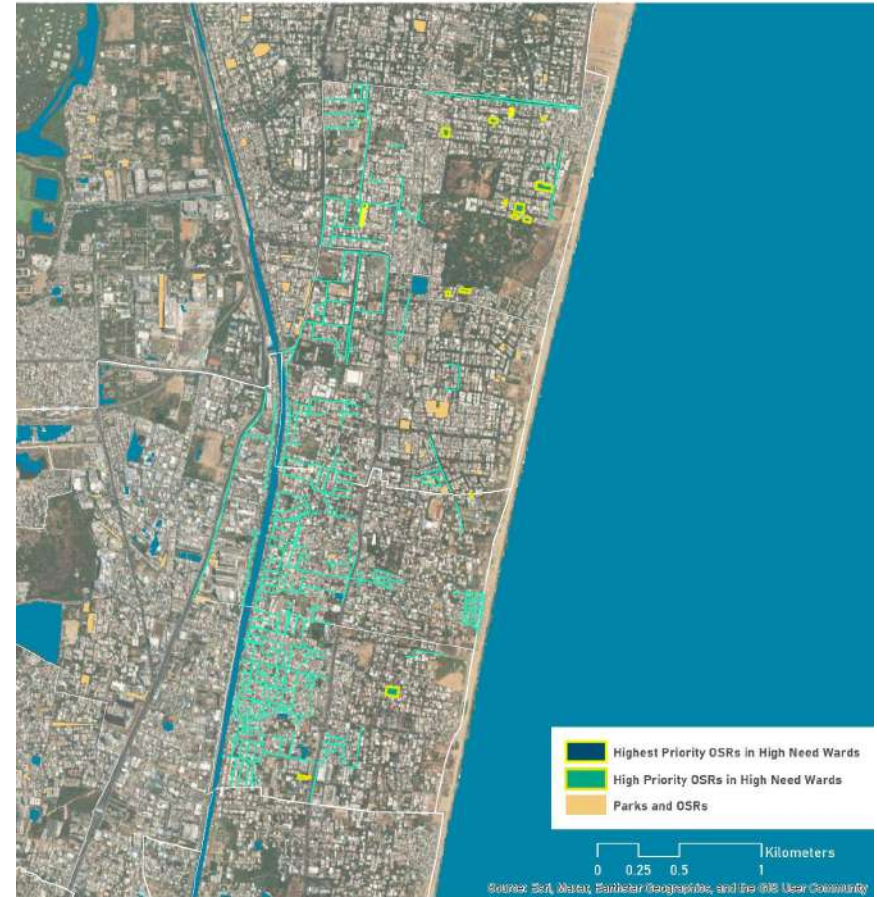 Highest Priority OSRs in High Need Wards
High Priority OSRs in High Need Wards
Parks and OSRs
Kilometers
0 0.25 0.5 1
Source: Esri, Maxar, Earthstar Geographics, and the GIS User Community